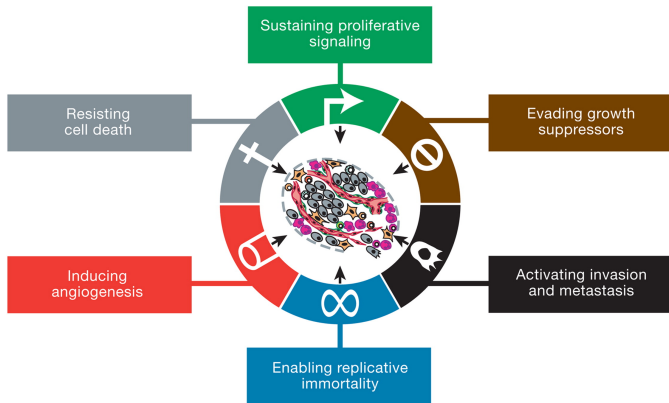 Sustaining proliferative
signaling
Resisting
cell death
Evading growth
suppressors
Inducing
angiogenesis
Activating invasion
and metastasis
Enabling replicative
immortality